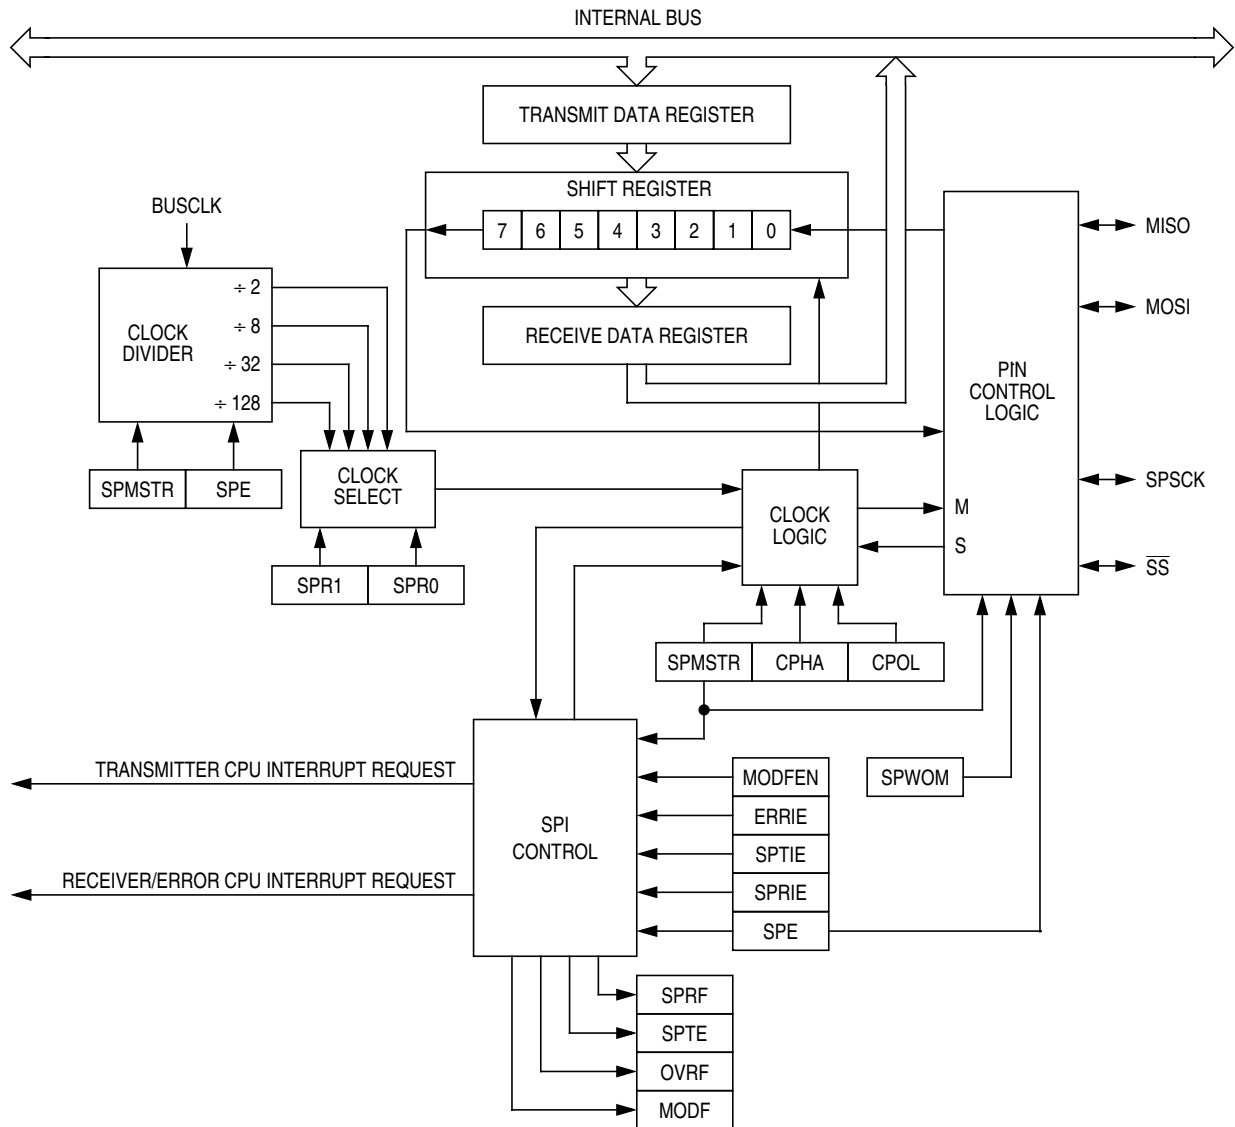 INTERNAL BUS
TRANSMIT DATA REGISTER
SHIFT REGISTER
7 6 5 4 3 2 1 0
RECEIVE DATA REGISTER
BUSCLK
CLOCK
DIVIDER
÷ 2
÷ 8
÷ 32
÷ 128
SPMSTR SPE
CLOCK
SELECT
SPR1 SPR0
CLOCK
LOGIC
SPMSTR CPHA CPOL
PIN
CONTROL
LOGIC
M
S
MISO
MOSI
SPSCK
S̅S̅
TRANSMITTER CPU INTERRUPT REQUEST
RECEIVER/ERROR CPU INTERRUPT REQUEST
SPI
CONTROL
MODFEN
ERRIE
SPTIE
SPRIE
SPE
SPWOM
SPRF
SPTE
OVRF
MODF